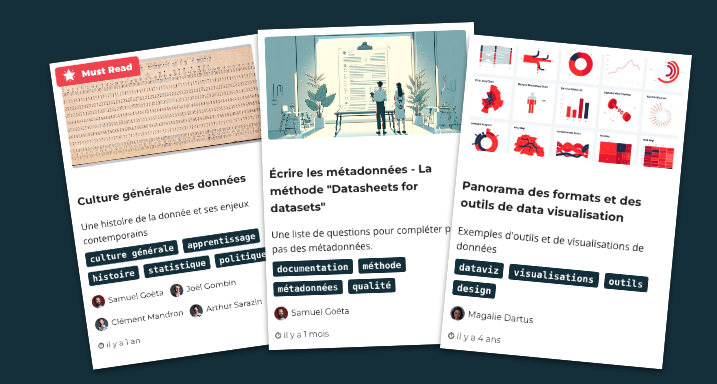 Must Read
Culture générale des données
Une histoire de la donnée et ses enjeux
contemporains
culture générale apprentissage
histoire statistique politique
Samuel Goëta Joël Gombin
Clément Mandron Arthur Sarazin
il y a 1 an
Écrire les métadonnées - La
méthode "Datasheets for
datasets"
Une liste de questions pour compléter p
pas des métadonnées.
documentation méthode
métadonnées qualité
Samuel Goëta
il y a 1 mois
Panorama des formats et des
outils de data visualisation
Exemples d'outils et de visualisations de
données
dataviz visualisations outils
design
Magalie Dartus
il y a 4 ans